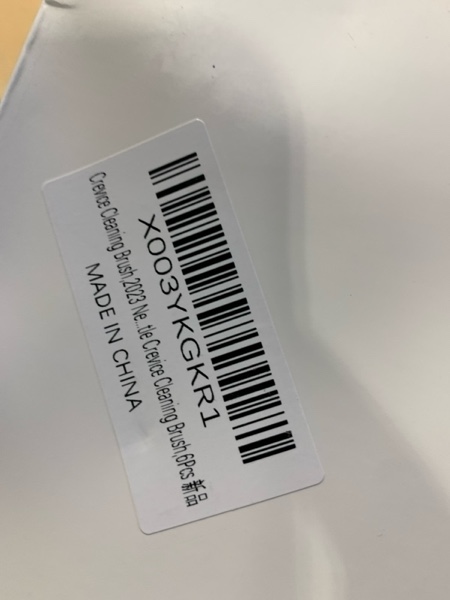 X003YKGKR1
Crevice Cleaning Brush,2023 Ne...tle Crevice Cleaning Brush,6Pcs 新品
MADE IN CHINA